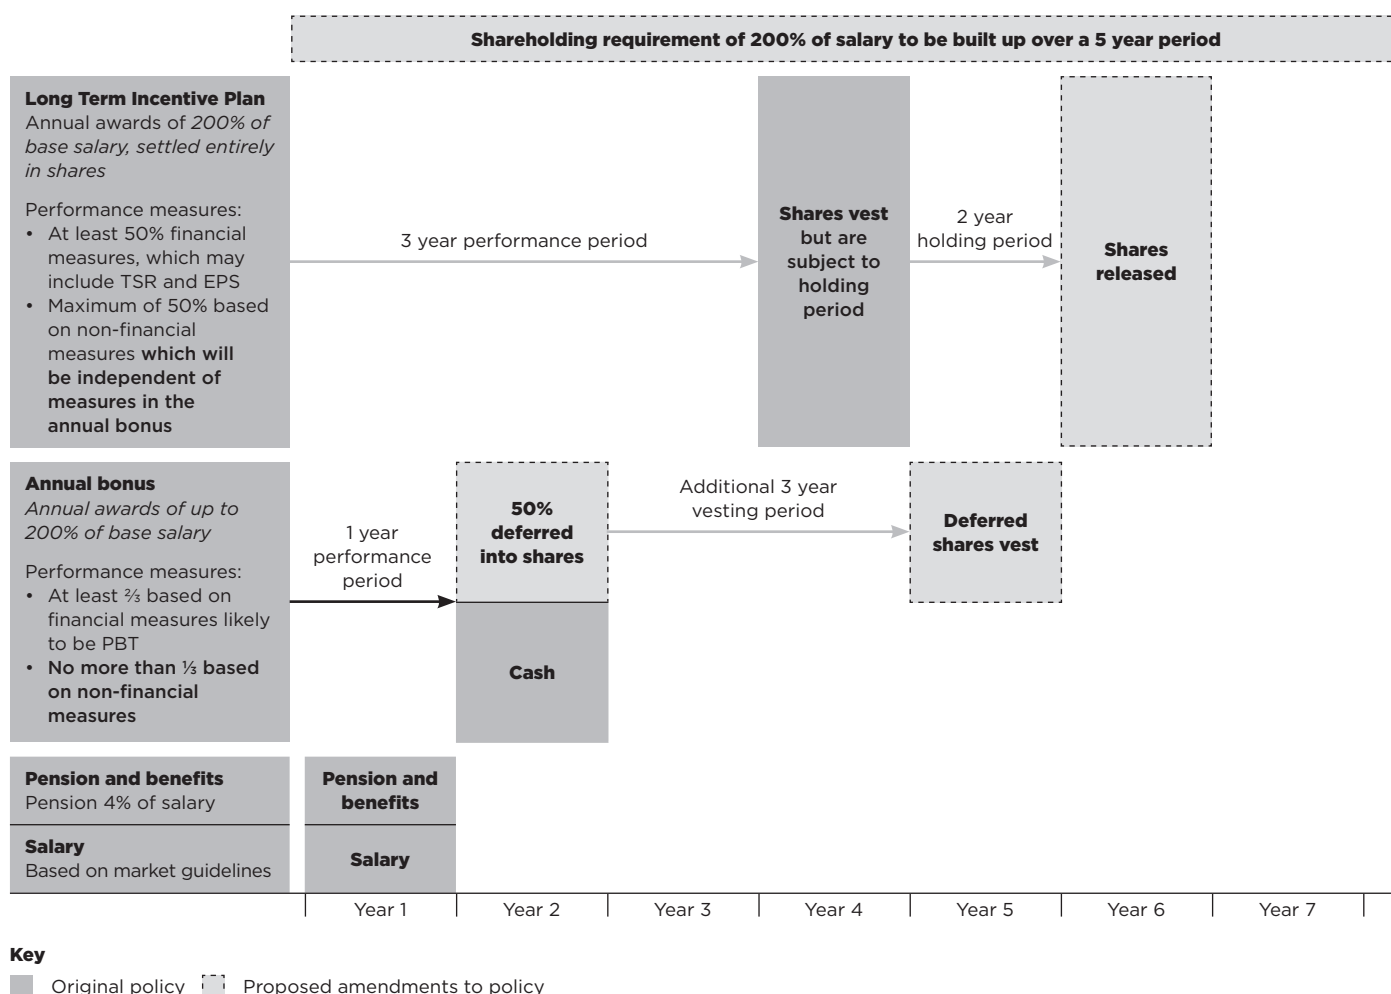 Shareholding requirement of 200% of salary to be built up over a 5 year period
Long Term Incentive Plan
Annual awards of 200% of
base salary, settled entirely
in shares
Performance measures:
• At least 50% financial
measures, which may
include TSR and EPS
• Maximum of 50% based
on non-financial
measures which will
be independent of
measures in the
annual bonus
3 year performance period
Shares vest
but are
subject to
holding
period
2 year
holding period
Shares
released
Annual bonus
Annual awards of up to
200% of base salary
Performance measures:
• At least ⅔ based on
financial measures likely
to be PBT
• No more than ⅓ based
on non-financial
measures
1 year
performance
period
50%
deferred
into shares
Cash
Additional 3 year
vesting period
Deferred
shares vest
Pension and benefits
Pension 4% of salary
Pension and
benefits
Salary
Based on market guidelines
Salary
Year 1
Year 2
Year 3
Year 4
Year 5
Year 6
Year 7
Key
Original policy
Proposed amendments to policy